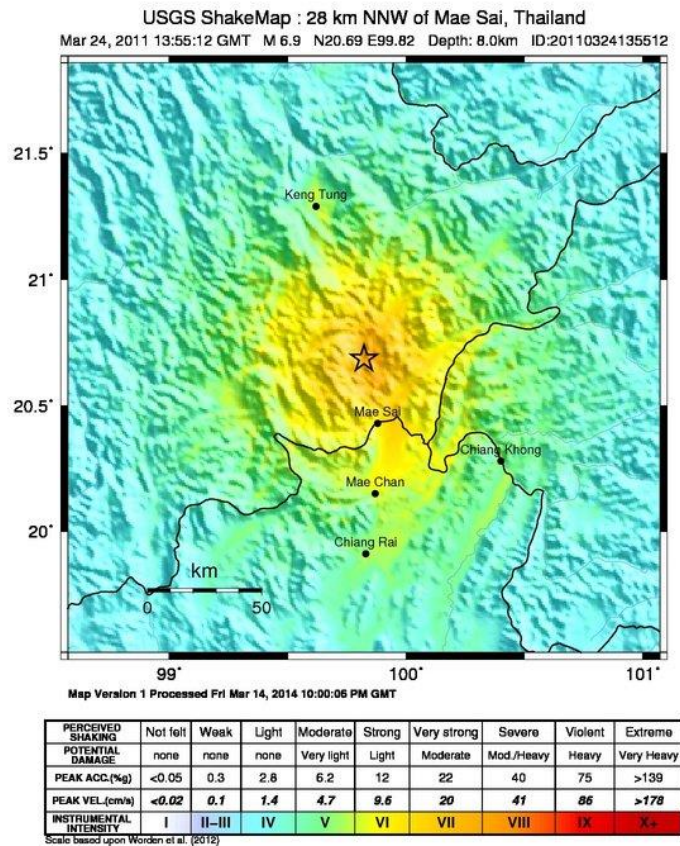 USGS ShakeMap : 28 km NNW of Mae Sai, Thailand
Mar 24, 2011 13:55:12 GMT M 6.9 N20.69 E99.82 Depth: 8.0km ID:20110324135512
21.5°
Keng Tung
21°
20.5°
Mae Sai
Chiang Khong
Mae Chan
20°
Chiang Rai
km
0 50
99° 100° 101°
Map Version 1 Processed Fri Mar 14, 2014 10:00:06 PM GMT
PERCEIVED SHAKING Not felt Weak Light Moderate Strong Very strong Severe Violent Extreme
POTENTIAL DAMAGE none none none Very light Light Moderate Mod./Heavy Heavy Very Heavy
PEAK ACC.(%g) <0.05 0.3 2.8 6.2 12 22 40 75 >139
PEAK VEL.(cm/s) <0.02 0.1 1.4 4.7 9.6 20 41 86 >178
INSTRUMENTAL INTENSITY I II–III IV V VI VII VIII IX X+
Scale based upon Worden et al. (2012)